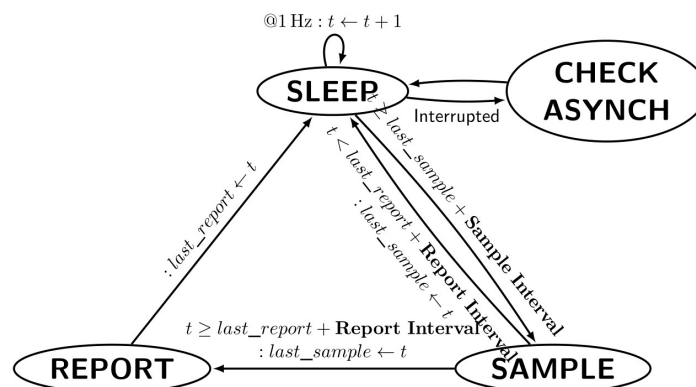 @1 Hz : t ← t + 1
SLEEP
CHECK
ASYNCH
Interrupted
t ≥ last_sample + Sample Interval
t < last_report + Report Interval
: last_sample ← t
: last_report ← t
t ≥ last_report + Report Interval
: last_sample ← t
REPORT
SAMPLE